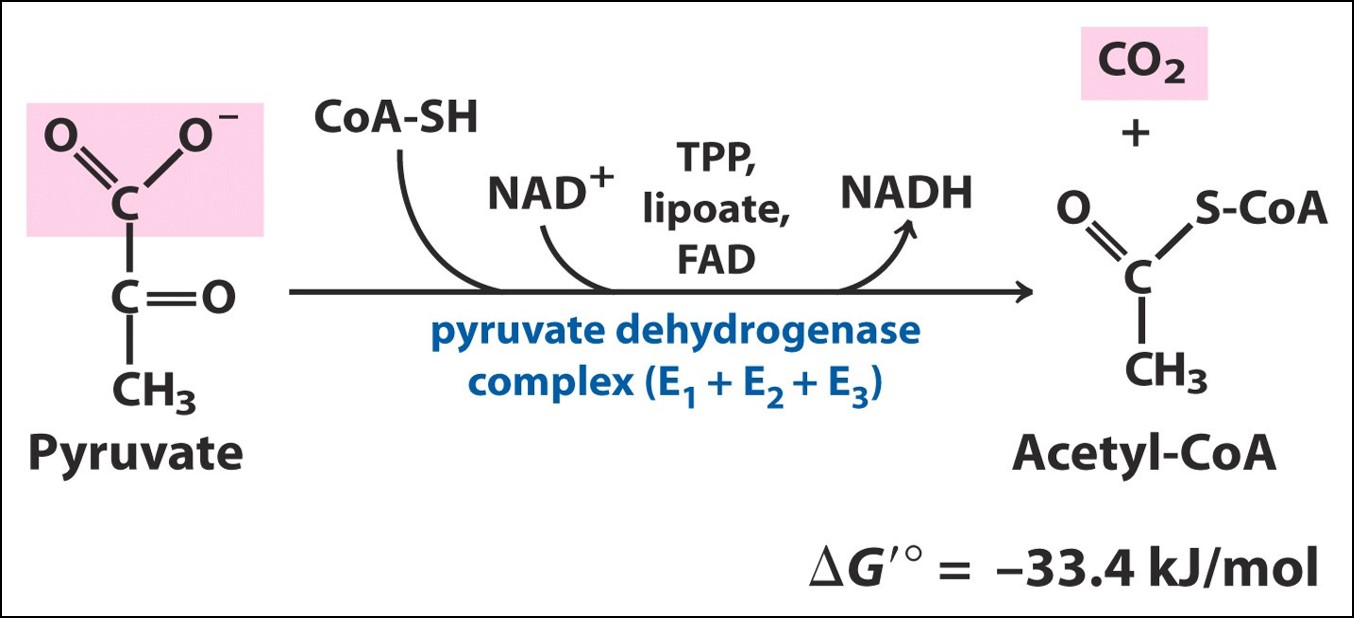 O O⁻
C
C=O
CH₃
Pyruvate
CoA-SH
NAD⁺
TPP,
lipoate,
FAD
NADH
pyruvate dehydrogenase
complex (E₁ + E₂ + E₃)
CO₂
+
O S-CoA
C
CH₃
Acetyl-CoA
ΔG′° = –33.4 kJ/mol